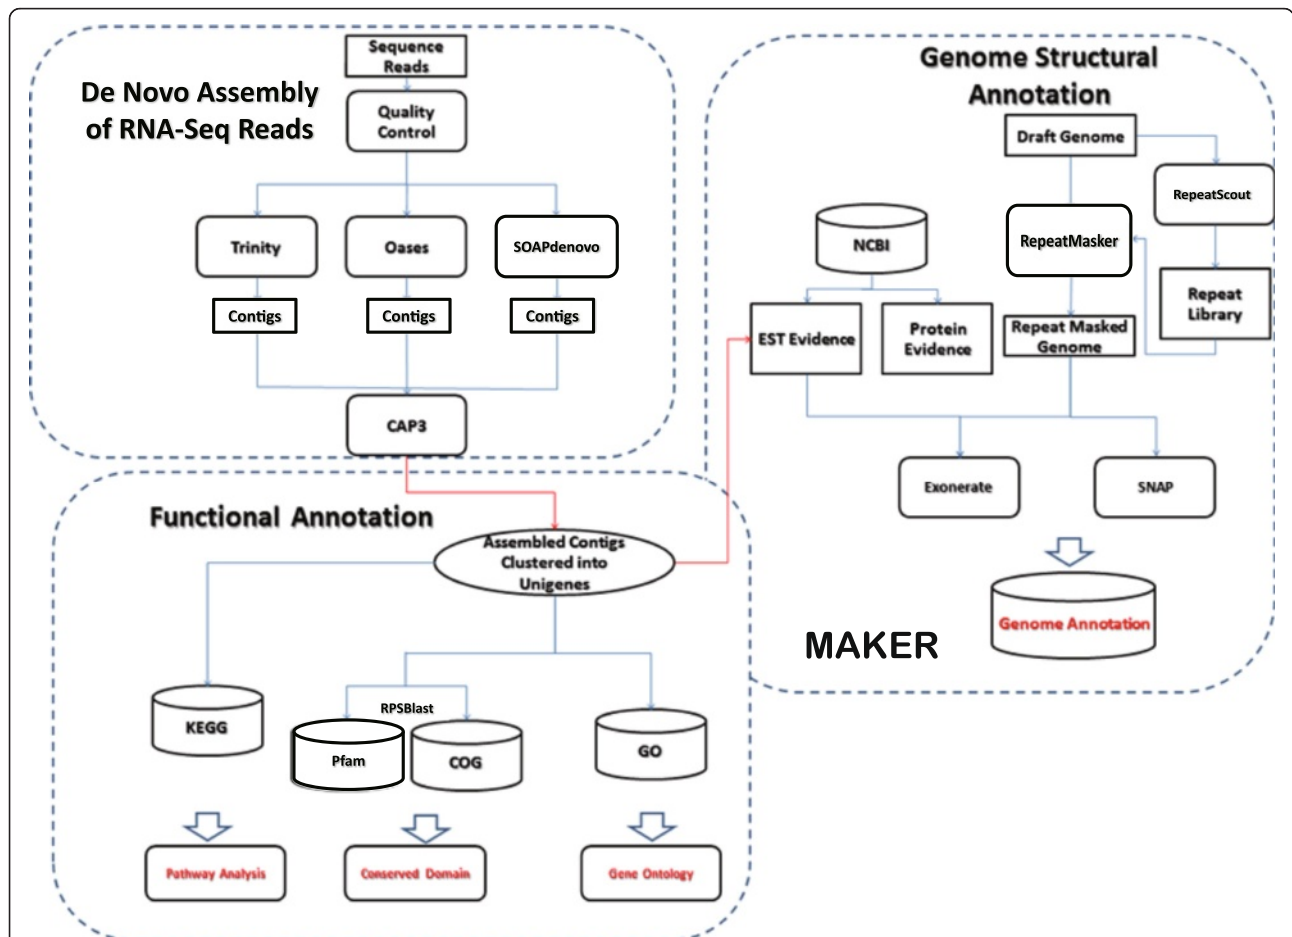 De Novo Assembly
of RNA-Seq Reads
Sequence
Reads
Quality
Control
Trinity
Oases
SOAPdenovo
Contigs
Contigs
Contigs
CAP3
Genome Structural
Annotation
Draft Genome
RepeatScout
NCBI
RepeatMasker
Repeat
Library
EST Evidence
Protein
Evidence
Repeat Masked
Genome
Exonerate
SNAP
Genome Annotation
MAKER
Functional Annotation
Assembled Contigs
Clustered into
Unigenes
KEGG
RPSBlast
Pfam
COG
GO
Pathway Analysis
Conserved Domain
Gene Ontology